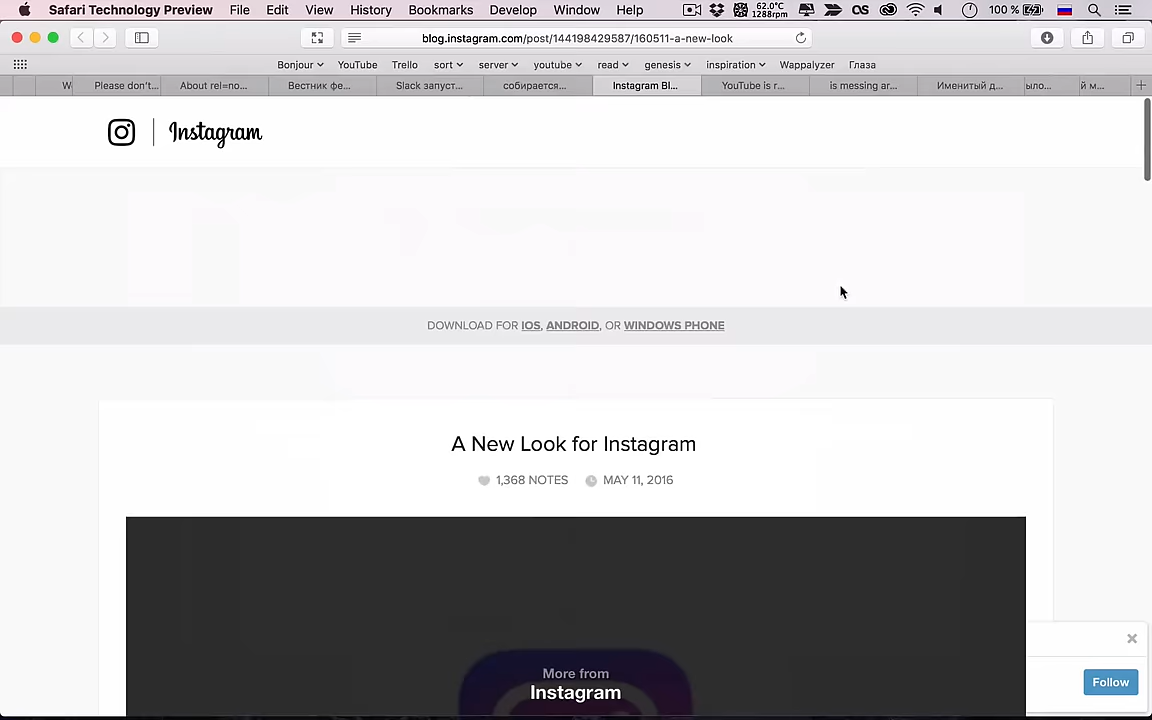 Safari Technology Preview File Edit View History Bookmarks Develop Window Help 62.0°C 1288rpm 100 %
blog.instagram.com/post/144198429587/160511-a-new-look
Bonjour YouTube Trello sort server youtube read genesis inspiration Wappalyzer Глаза
W Please don't... About rel=no... Вестник фе... Slack запуст... собирается... Instagram Bl... YouTube is r... is messing ar... Именитый д... ыло... й м...
Instagram
DOWNLOAD FOR IOS, ANDROID, OR WINDOWS PHONE
A New Look for Instagram
1,368 NOTES MAY 11, 2016
More from
Instagram
Follow